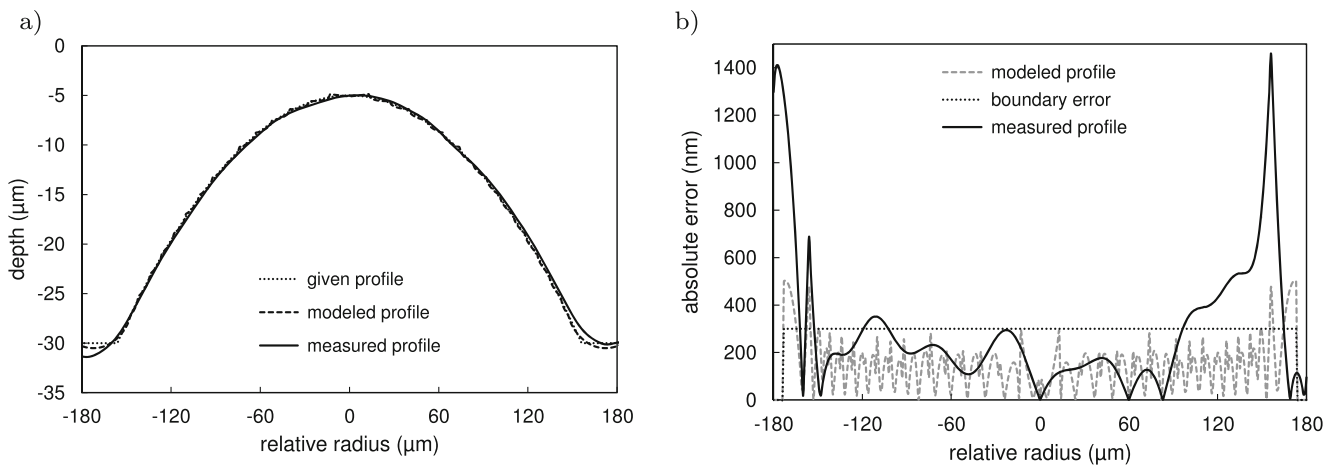 a)
0
-5
-10
-15
-20
-25
-30
-35
depth (µm)
given profile
modeled profile
measured profile
-180 -120 -60 0 60 120 180
relative radius (µm)
b)
1400
1200
1000
800
600
400
200
0
absolute error (nm)
modeled profile
boundary error
measured profile
-180 -120 -60 0 60 120 180
relative radius (µm)